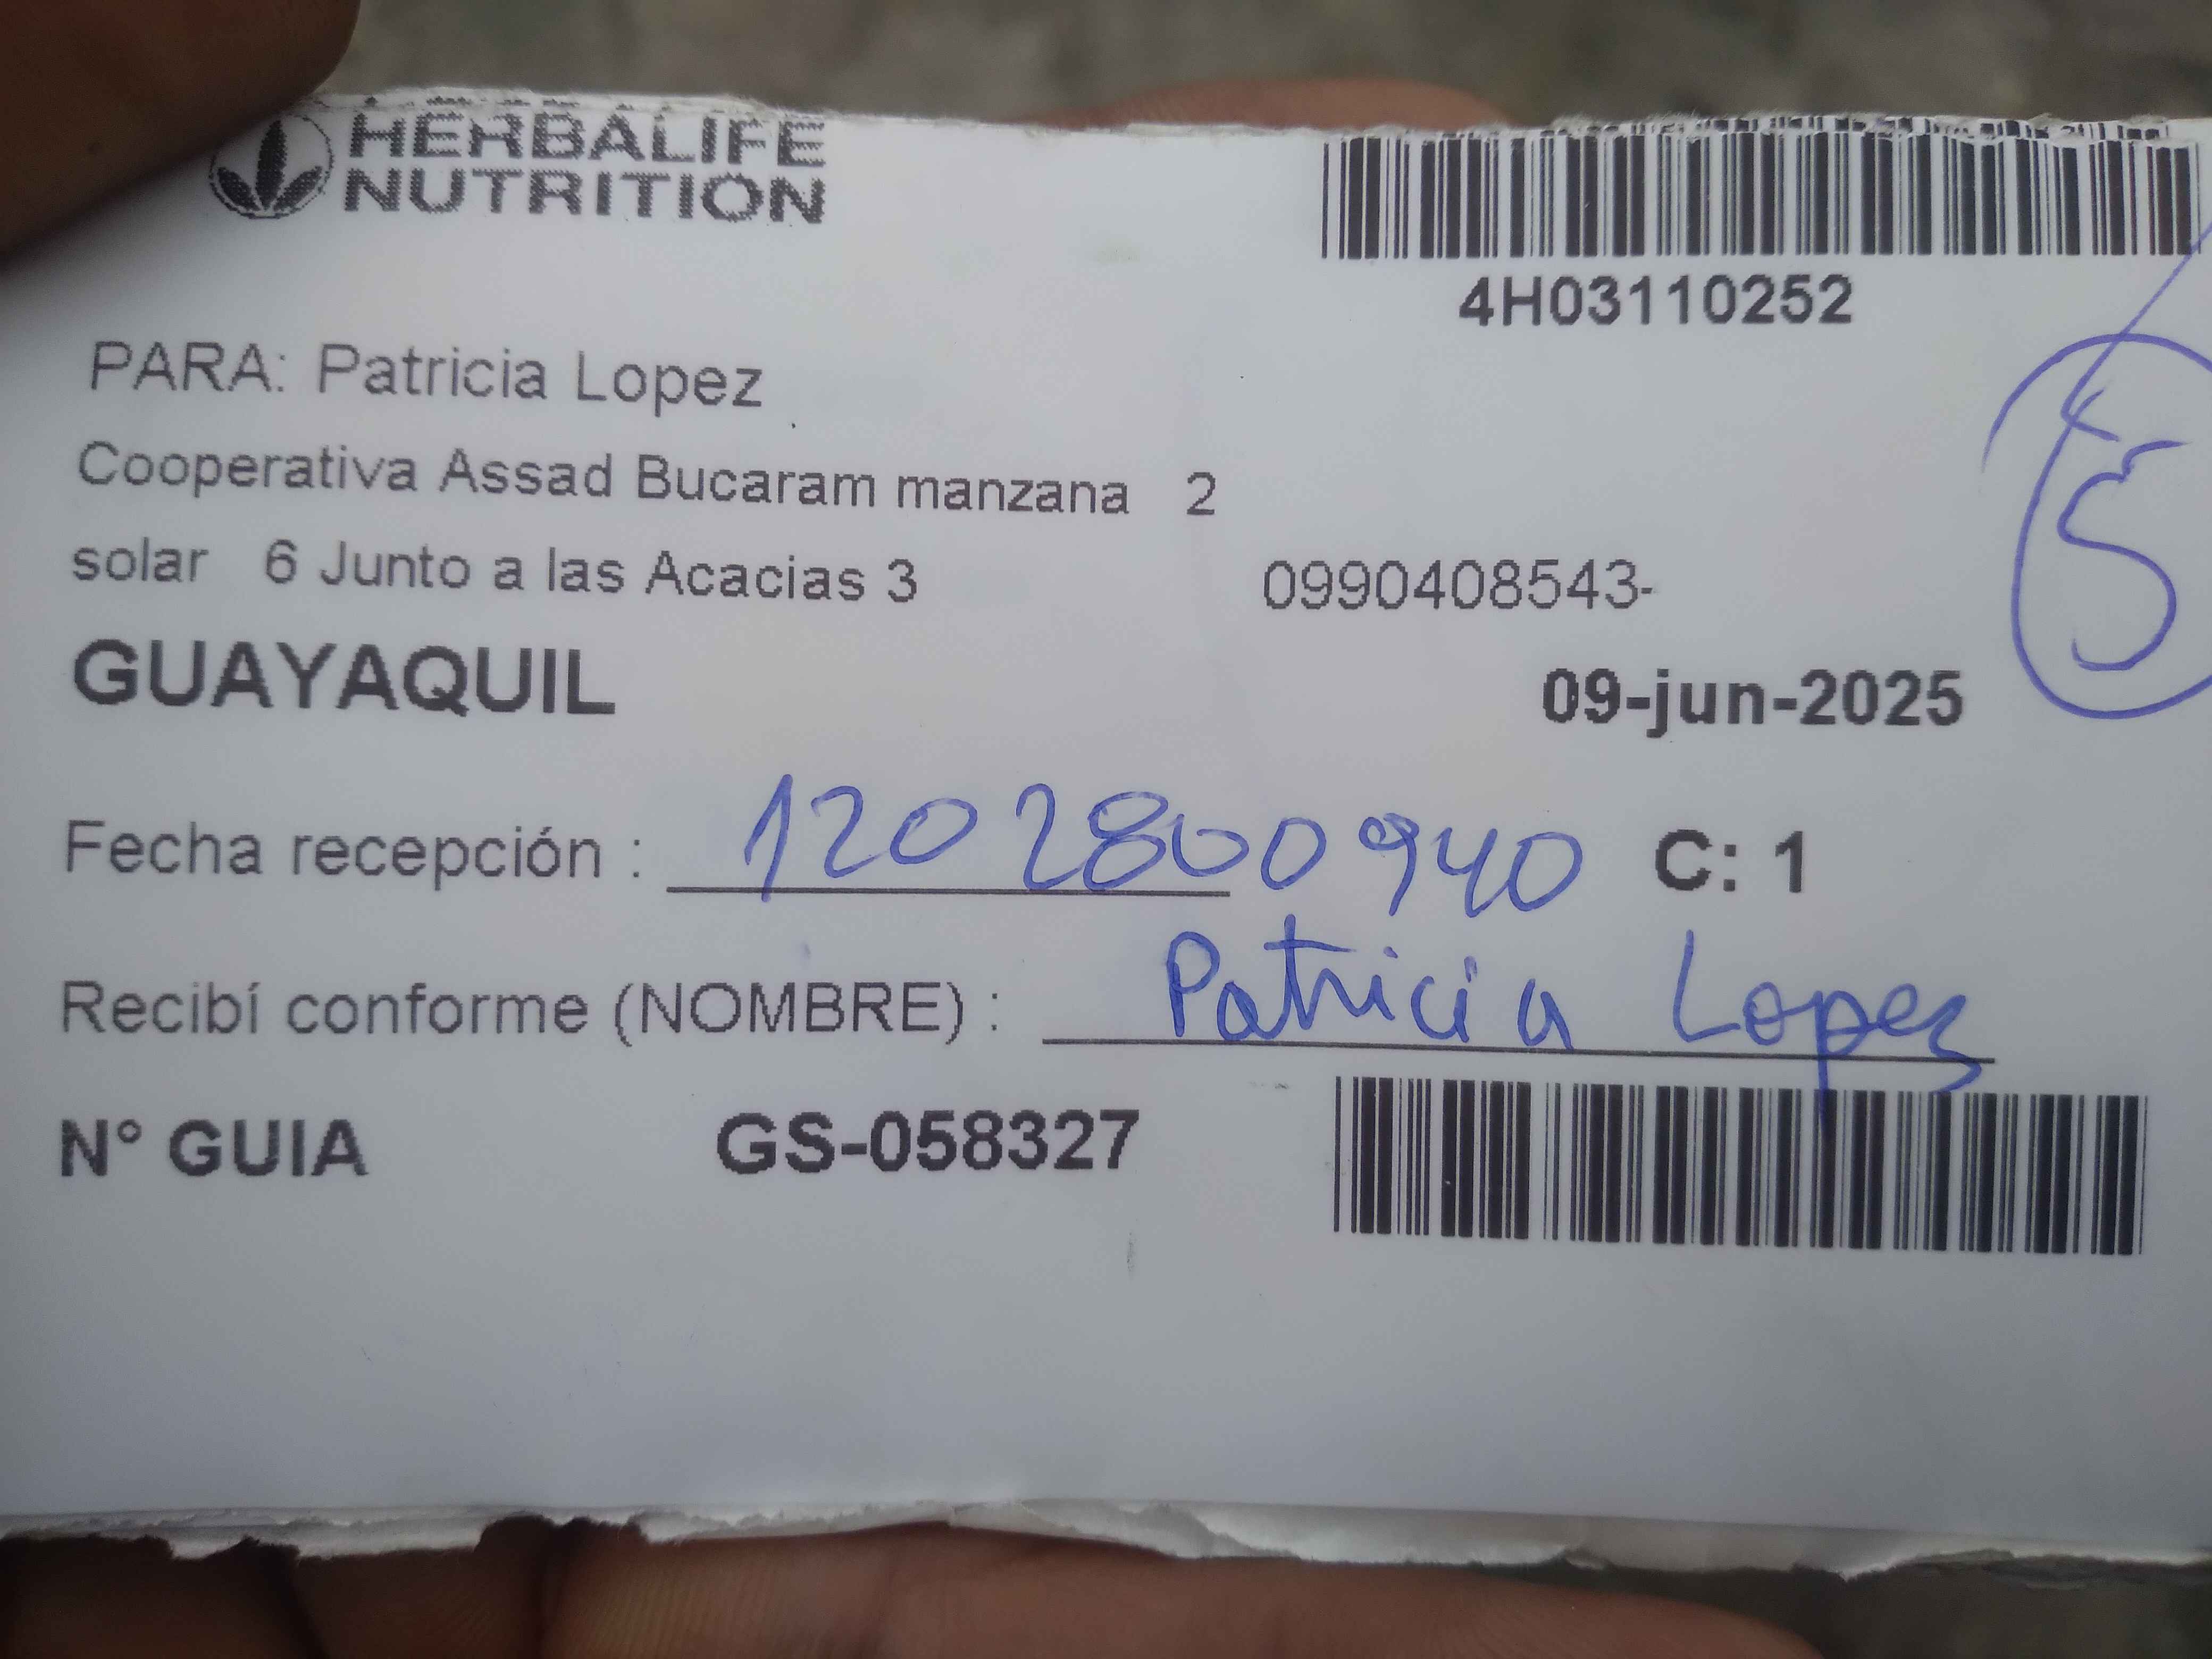 HERBALIFE
NUTRITION
4H03110252
PARA: Patricia Lopez
Cooperativa Assad Bucaram manzana 2
solar 6 Junto a las Acacias 3 0990408543-
5
GUAYAQUIL
09-jun-2025
Fecha recepción : 1202800940 C: 1
Recibí conforme (NOMBRE) : Patricia Lopez
N° GUIA GS-058327